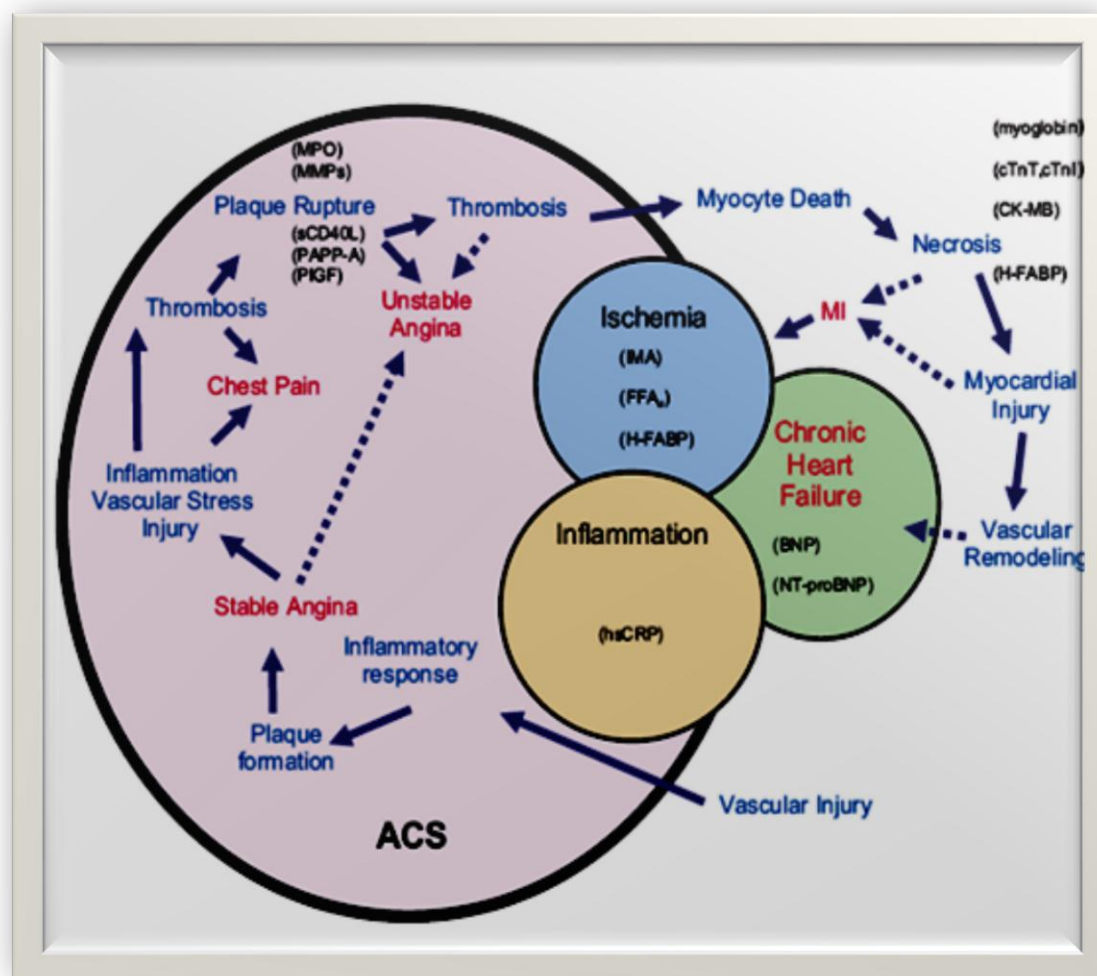 (myoglobin)
(MPO)
(MMPs)
(cTnT,cTnI)
Plaque Rupture
Thrombosis
Myocyte Death
(CK-MB)
(sCD40L)
(PAPP-A)
(PIGF)
Necrosis
(H-FABP)
Thrombosis
Unstable
Angina
Ischemia
(IMA)
(FFAu)
(H-FABP)
MI
Chest Pain
Myocardial
Injury
Chronic
Heart
Failure
(BNP)
(NT-proBNP)
Inflammation
Vascular Stress
Injury
Inflammation
(hsCRP)
Vascular
Remodeling
Stable Angina
Inflammatory
response
Plaque
formation
Vascular Injury
ACS